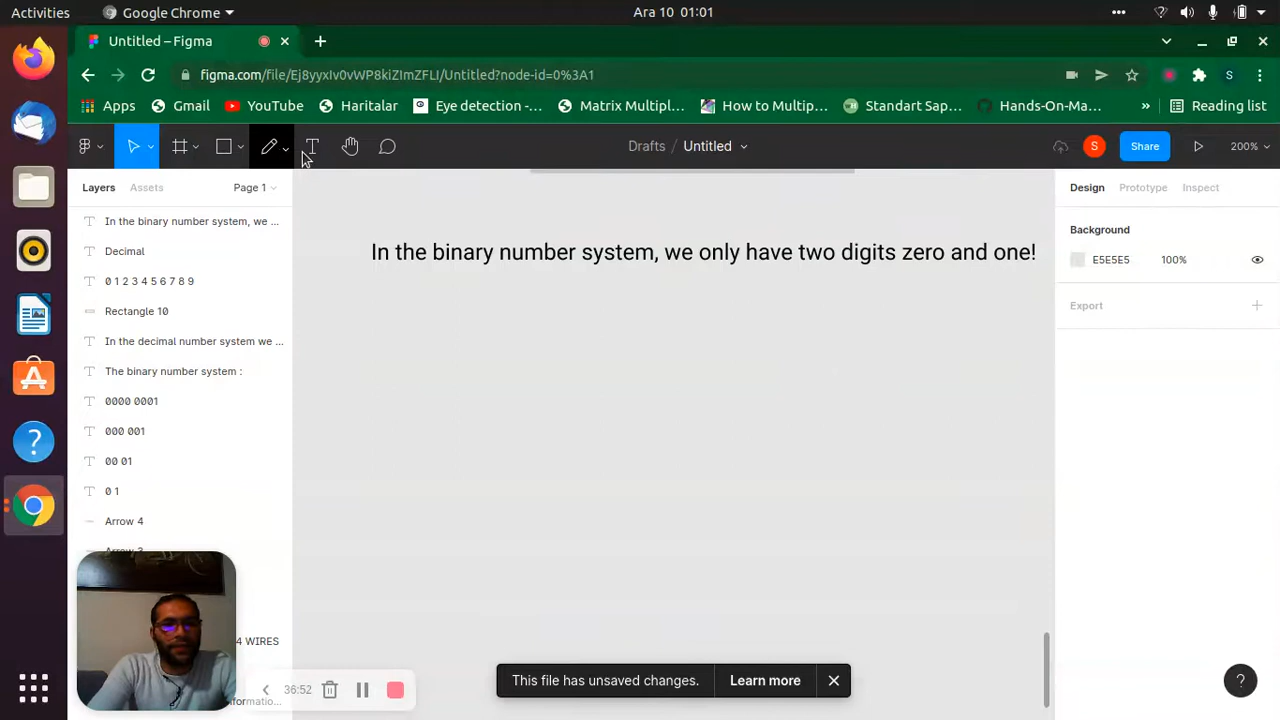 Activities
Google Chrome
Ara 10 01:01
Untitled – Figma
figma.com/file/Ej8yyxIv0vWP8kiZImZFLI/Untitled?node-id=0%3A1
S
Apps
Gmail
YouTube
Haritalar
Eye detection -...
Matrix Multipl...
How to Multip...
Standart Sap...
Hands-On-Ma...
»
Reading list
Drafts / Untitled
S
Share
200%
Layers
Assets
Page 1
Design
Prototype
Inspect
In the binary number system, we ...
Decimal
0 1 2 3 4 5 6 7 8 9
Rectangle 10
In the decimal number system we ...
The binary number system :
0000 0001
000 001
00 01
0 1
Arrow 4
Arrow 3
4 WIRES
In the binary number system, we only have two digits zero and one!
Background
E5E5E5
100%
Export
36:52
This file has unsaved changes.
Learn more
?